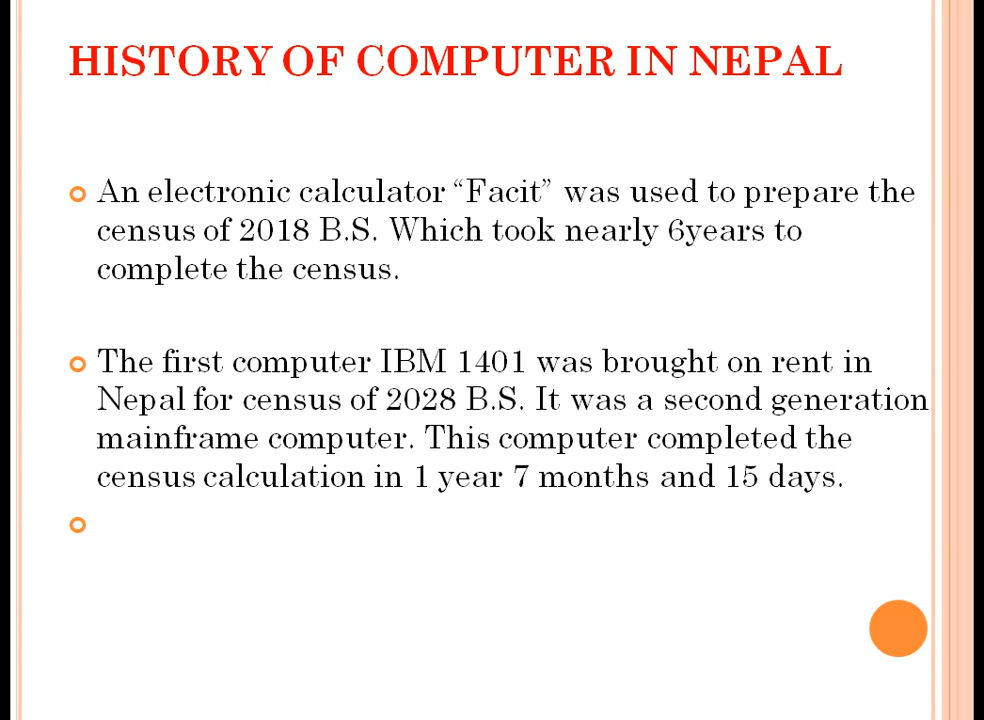 HISTORY OF COMPUTER IN NEPAL
An electronic calculator “Facit” was used to prepare the
census of 2018 B.S. Which took nearly 6years to
complete the census.
The first computer IBM 1401 was brought on rent in
Nepal for census of 2028 B.S. It was a second generation
mainframe computer. This computer completed the
census calculation in 1 year 7 months and 15 days.